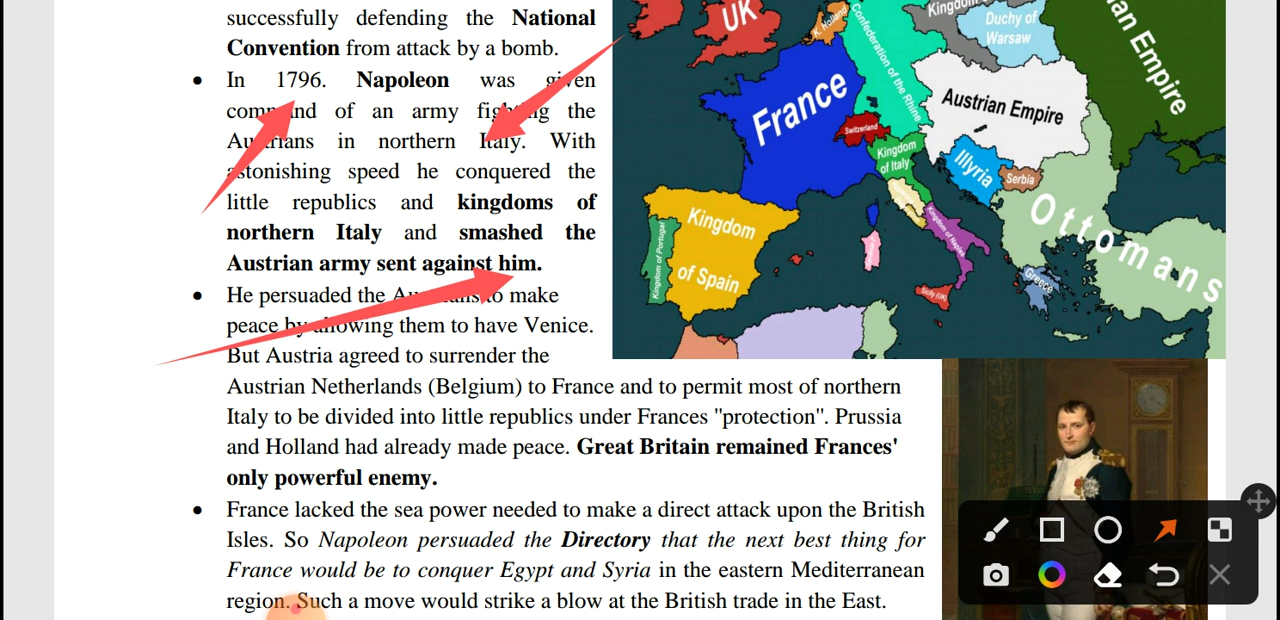 successfully defending the National
Convention from attack by a bomb.
• In 1796. Napoleon was given
command of an army fighting the
Austrians in northern Italy. With
astonishing speed he conquered the
little republics and kingdoms of
northern Italy and smashed the
Austrian army sent against him.
• He persuaded the Austrians to make
peace by allowing them to have Venice.
But Austria agreed to surrender the
Austrian Netherlands (Belgium) to France and to permit most of northern
Italy to be divided into little republics under Frances "protection". Prussia
and Holland had already made peace. Great Britain remained Frances'
only powerful enemy.
• France lacked the sea power needed to make a direct attack upon the British
Isles. So Napoleon persuaded the Directory that the next best thing for
France would be to conquer Egypt and Syria in the eastern Mediterranean
region. Such a move would strike a blow at the British trade in the East.
UK
K. Holland
Confederation of the Rhine
Kingdom
Duchy of
Warsaw
an Empire
France
Austrian Empire
Switzerland
Kingdom
of Italy
Illyria
Serbia
Ottomans
Kingdom
of Spain
Kingdom of Portugal
Kingdom of Naples
Sicily (UK)
Greece